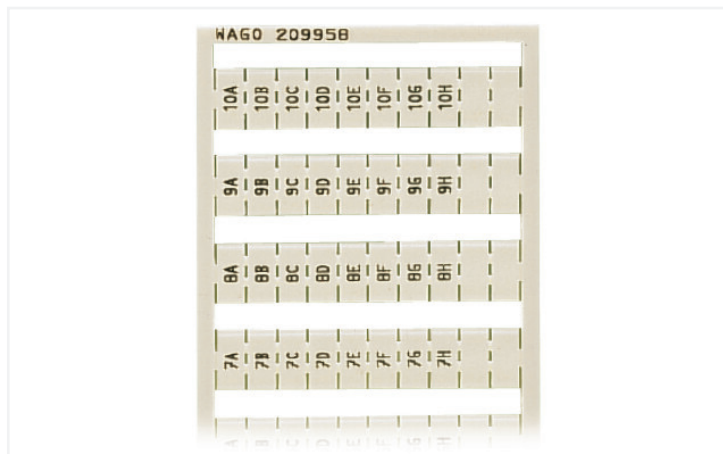 WAGO 209958
10A 10B 10C 10D 10E 10F 10G 10H
9A 9B 9C 9D 9E 9F 9G 9H
8A 8B 8C 8D 8E 8F 8G 8H
7A 7B 7C 7D 7E 7F 7G 7H
A B C D E F G H